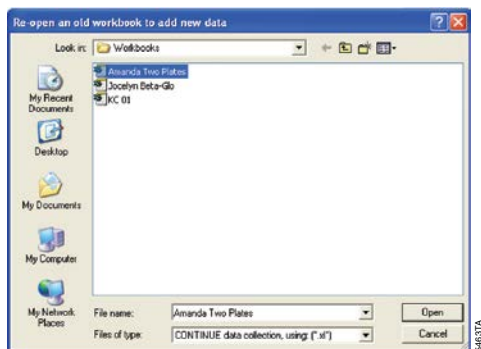 Re-open an old workbook to add new data
Look in: Workbooks
Amanda Two Plates
Jocelyn Beta-Glo
KC 01
My Recent
Documents
Desktop
My Documents
My Computer
My Network
Places
File name: Amanda Two Plates Open
Files of type: CONTINUE data collection, using: (*.xl*) Cancel